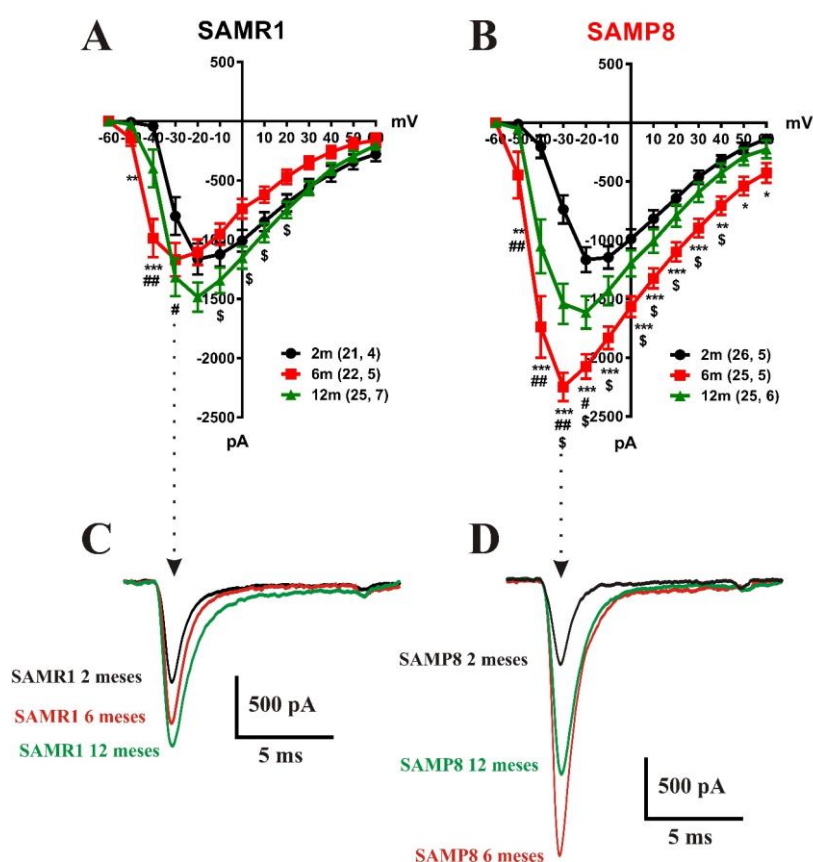 A
SAMR1
500
mV
-60 -50 -40 -30 -20 -10 10 20 30 40 50 60
-500
-1000
-1500
-2000
-2500
pA
**
***
##
#
$
$
$
$
2m (21, 4)
6m (22, 5)
12m (25, 7)
B
SAMP8
500
mV
-60 -50 -40 -30 -20 -10 10 20 30 40 50 60
-500
-1000
-1500
-2000
-2500
pA
**
##
***
##
***
##
$
***
#
$
***
$
***
$
***
$
***
$
***
$
**
$
*
*
2m (26, 5)
6m (25, 5)
12m (25, 6)
C
SAMR1 2 meses
SAMR1 6 meses
SAMR1 12 meses
500 pA
5 ms
D
SAMP8 2 meses
SAMP8 12 meses
SAMP8 6 meses
500 pA
5 ms